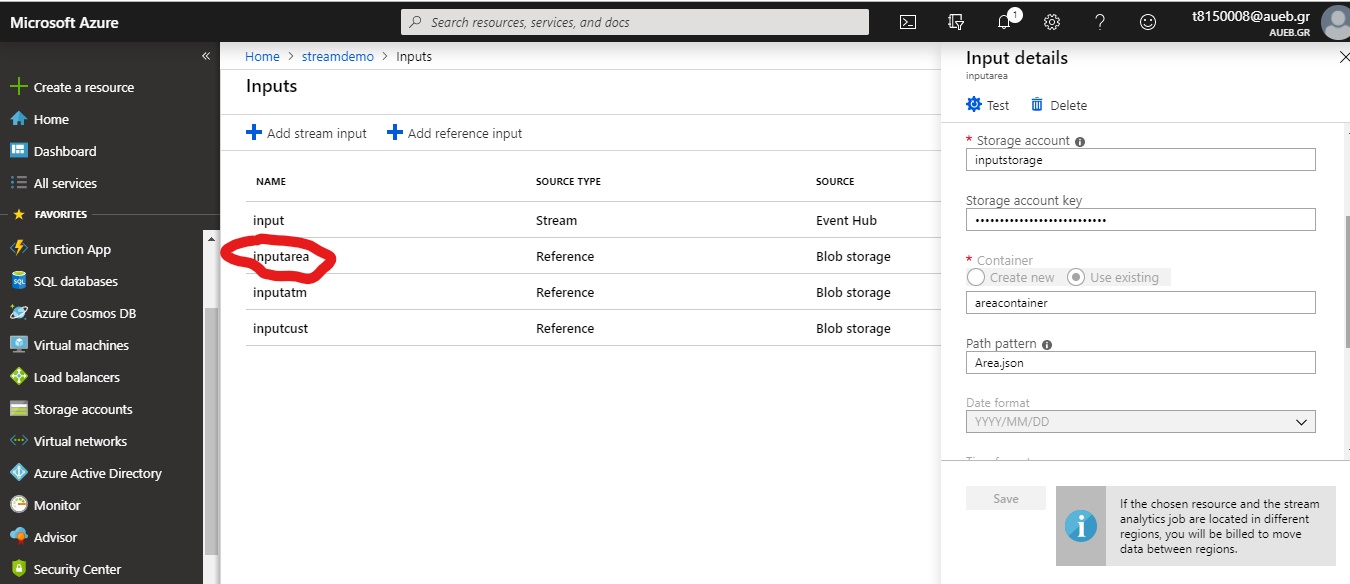 Microsoft Azure
Search resources, services, and docs
1
t8150008@aueb.gr
AUEB.GR
Create a resource
Home
Dashboard
All services
FAVORITES
Function App
SQL databases
Azure Cosmos DB
Virtual machines
Load balancers
Storage accounts
Virtual networks
Azure Active Directory
Monitor
Advisor
Security Center
Home > streamdemo > Inputs
Inputs
Add stream input Add reference input
NAME SOURCE TYPE SOURCE
input Stream Event Hub
inputarea Reference Blob storage
inputatm Reference Blob storage
inputcust Reference Blob storage
Input details
inputarea
Test Delete
* Storage account
inputstorage
Storage account key
•••••••••••••••••••••••••••
* Container
Create new Use existing
areacontainer
Path pattern
Area.json
Date format
YYYY/MM/DD
Save
If the chosen resource and the stream
analytics job are located in different
regions, you will be billed to move
data between regions.